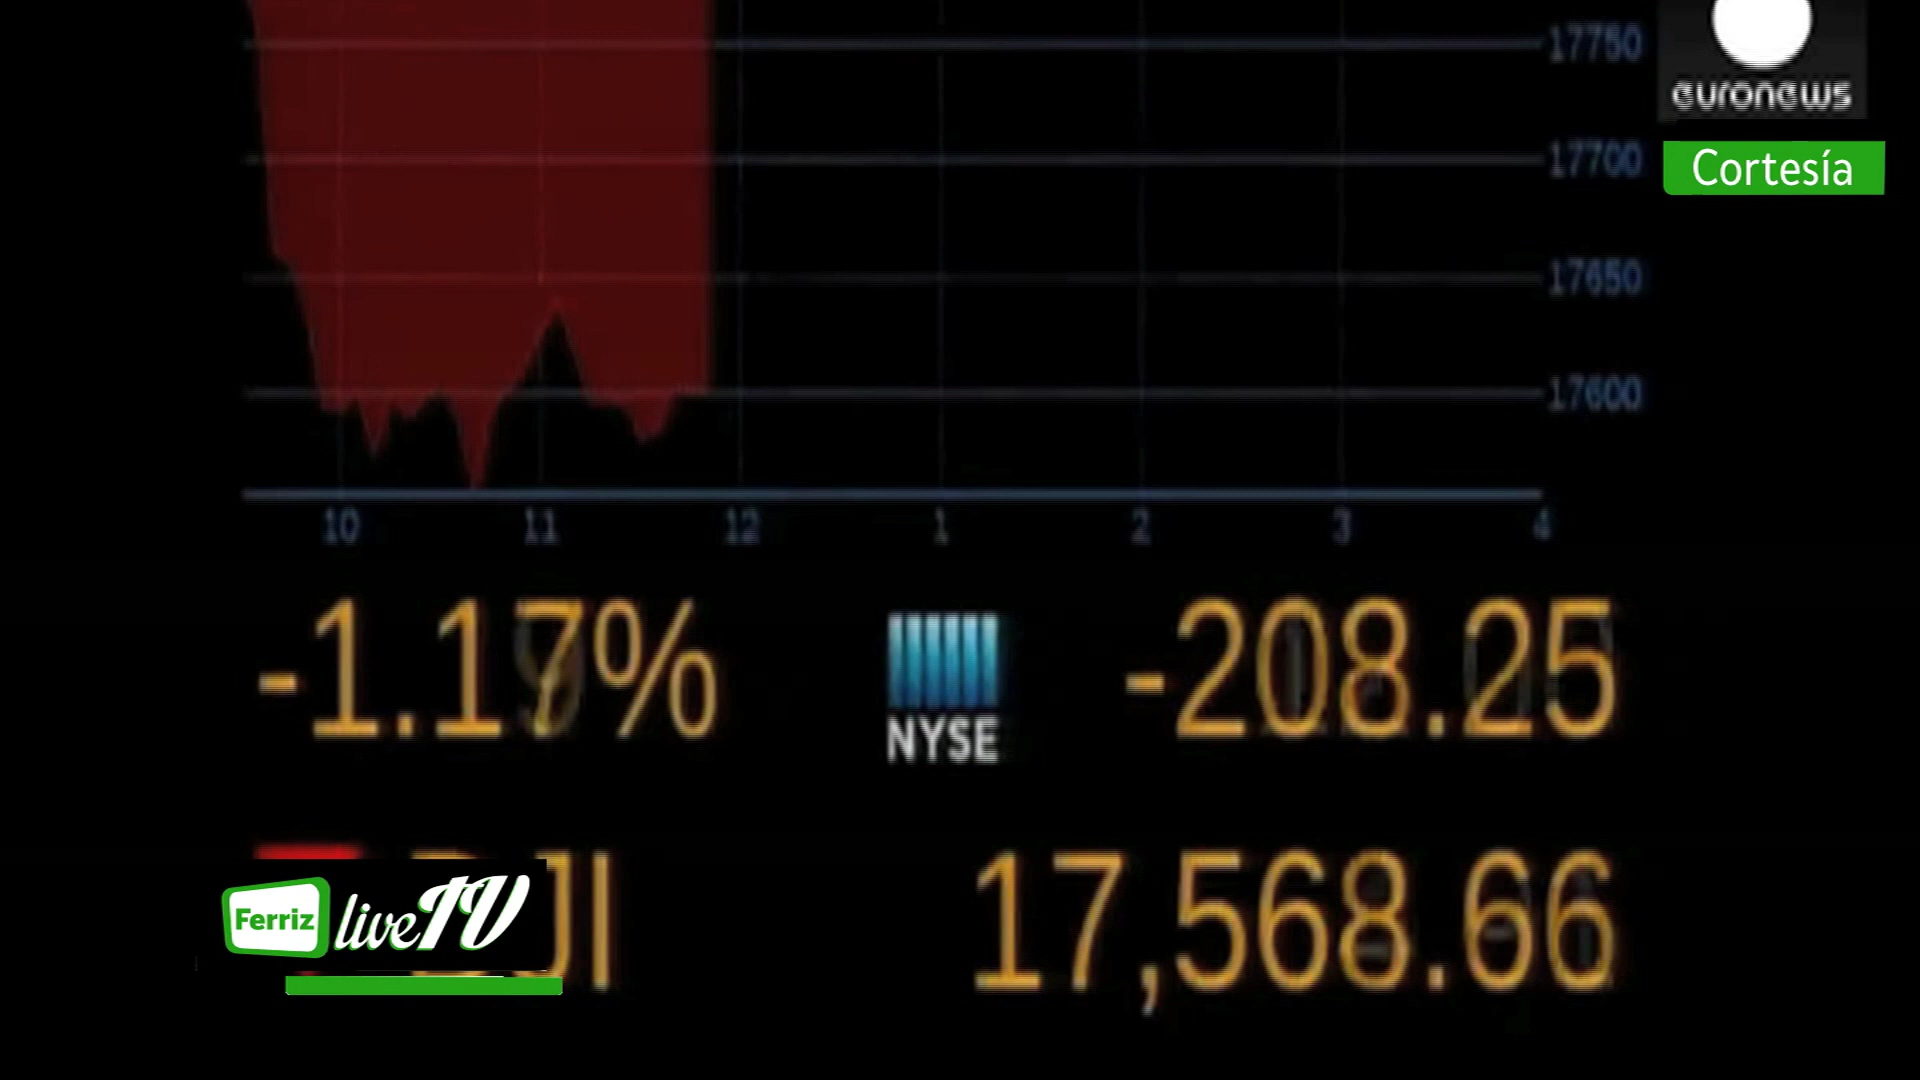 17750
euronews
17700
Cortesía
17650
17600
10 11 12 1 2 3 4
-1.17%
NYSE
-208.25
DJI
17,568.66
Ferriz liveTV